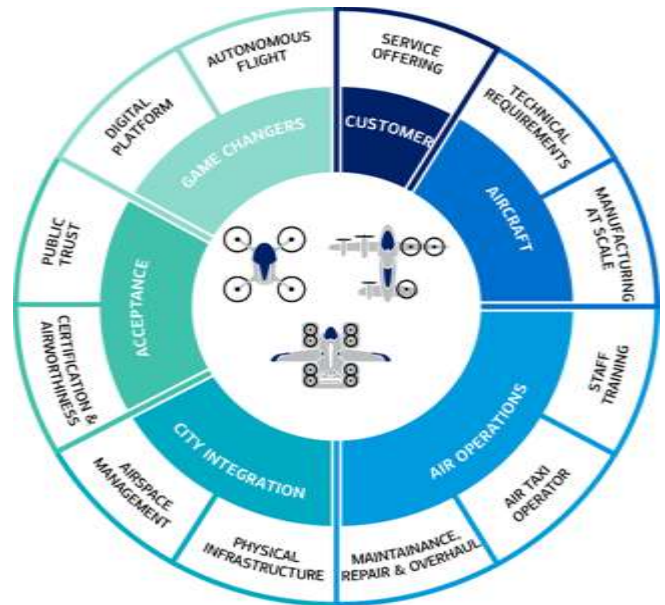 AUTONOMOUS
FLIGHT
SERVICE
OFFERING
DIGITAL
PLATFORM
GAME CHANGERS
CUSTOMER
TECHNICAL
REQUIREMENTS
PUBLIC
TRUST
ACCEPTANCE
AIRCRAFT
MANUFACTURING
AT SCALE
CERTIFICATION &
AIRWORTHINESS
STAFF
TRAINING
CITY INTEGRATION
AIR OPERATIONS
AIRSPACE
MANAGEMENT
AIR TAXI
OPERATOR
PHYSICAL
INFRASTRUCTURE
MAINTAINANCE,
REPAIR & OVERHAUL